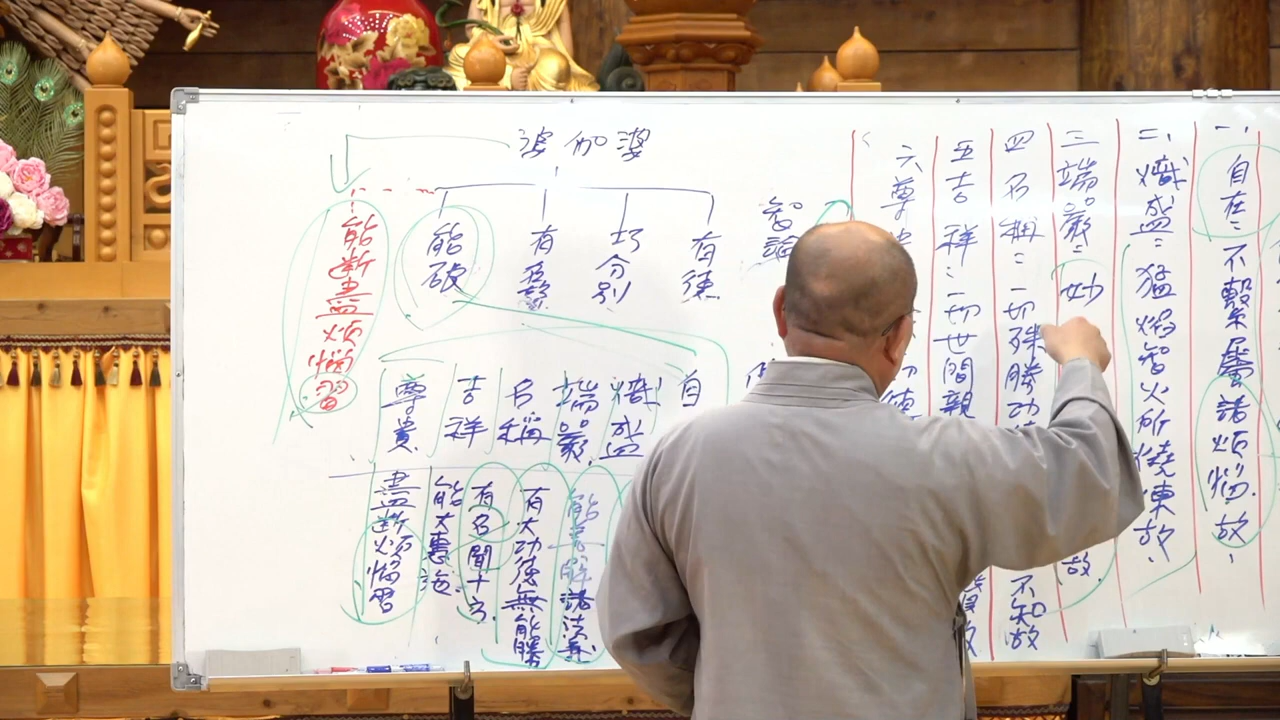 一、自在：不繫屬諸煩惱故、
二、熾盛：猛焰智火所燒煉故、
三端嚴：妙
故、
四名稱：一切殊勝功
不知故
五吉祥：一切世間親
故
六尊
德
智論
婆伽婆
有德
巧分別
有名聲
能破
能斷盡煩惱習
自
熾盛
端嚴
名稱
吉祥
尊貴
能善解諸法義
有大功德無能勝
有名聞十方
能大惠施
盡斷煩惱習